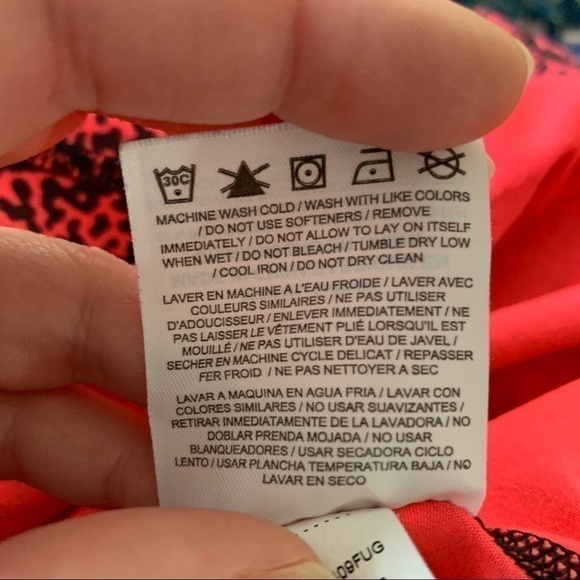 30C
MACHINE WASH COLD / WASH WITH LIKE COLORS
/ DO NOT USE SOFTENERS / REMOVE
IMMEDIATELY / DO NOT ALLOW TO LAY ON ITSELF
WHEN WET / DO NOT BLEACH / TUMBLE DRY LOW
/ COOL IRON / DO NOT DRY CLEAN
LAVER EN MACHINE A L'EAU FROIDE / LAVER AVEC
COULEURS SIMILAIRES / NE PAS UTILISER
D'ADOUCISSEUR / ENLEVER IMMEDIATEMENT / NE
PAS LAISSER LE VÊTEMENT PLIÉ LORSQU'IL EST
MOUILLÉ / NE PAS UTILISER D'EAU DE JAVEL /
SECHER EN MACHINE CYCLE DELICAT / REPASSER
FER FROID / NE PAS NETTOYER A SEC
LAVAR A MAQUINA EN AGUA FRIA / LAVAR CON
COLORES SIMILARES / NO USAR SUAVIZANTES /
RETIRAR INMEDIATAMENTE DE LA LAVADORA / NO
DOBLAR PRENDA MOJADA / NO USAR
BLANQUEADORES / USAR SECADORA CICLO
LENTO / USAR PLANCHA TEMPERATURA BAJA / NO
LAVAR EN SECO
09FUG